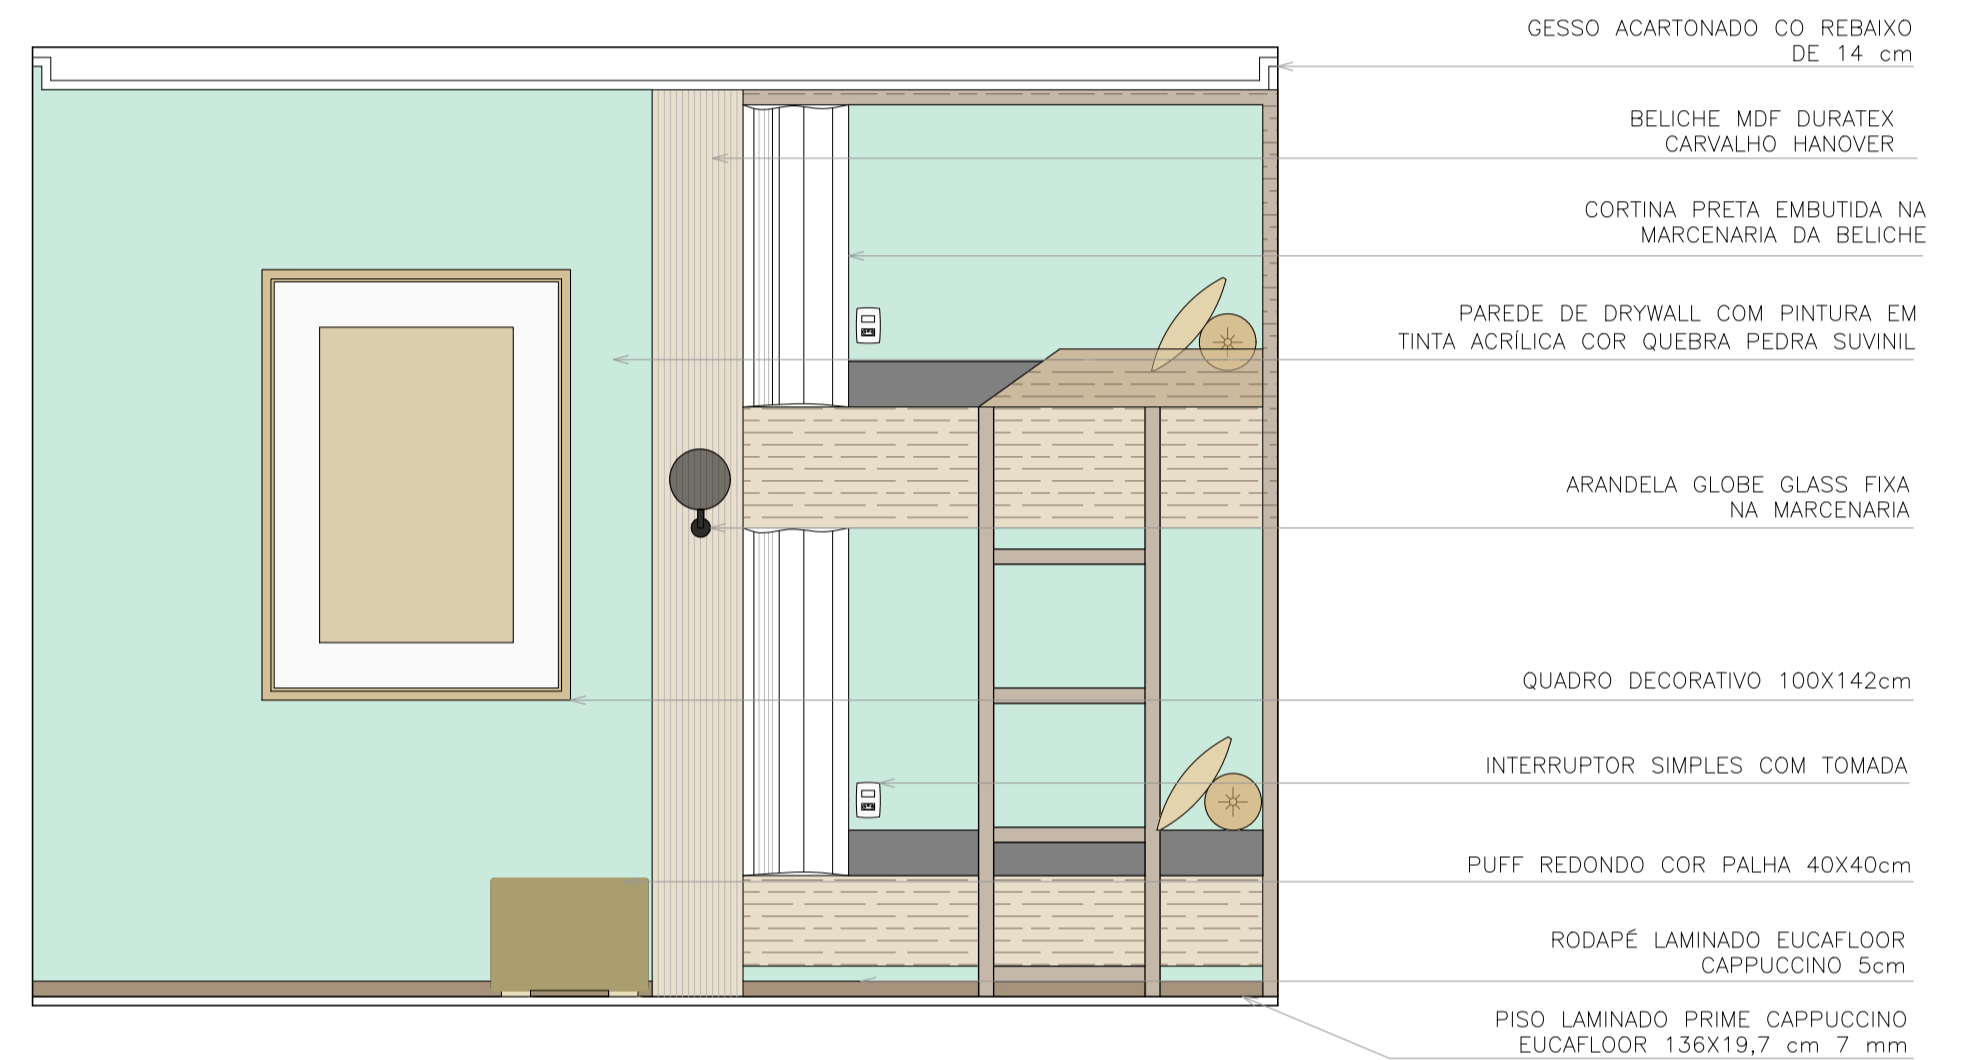 GESSO ACARTONADO CO REBAIXO
DE 14 cm
BELICHE MDF DURATEX
CARVALHO HANOVER
CORTINA PRETA EMBUTIDA NA
MARCENARIA DA BELICHE
PAREDE DE DRYWALL COM PINTURA EM
TINTA ACRÍLICA COR QUEBRA PEDRA SUVINIL
ARANDELA GLOBE GLASS FIXA
NA MARCENARIA
QUADRO DECORATIVO 100X142cm
INTERRUPTOR SIMPLES COM TOMADA
PUFF REDONDO COR PALHA 40X40cm
RODAPÉ LAMINADO EUCAFLOOR
CAPPUCCINO 5cm
PISO LAMINADO PRIME CAPPUCCINO
EUCAFLOOR 136X19,7 cm 7 mm